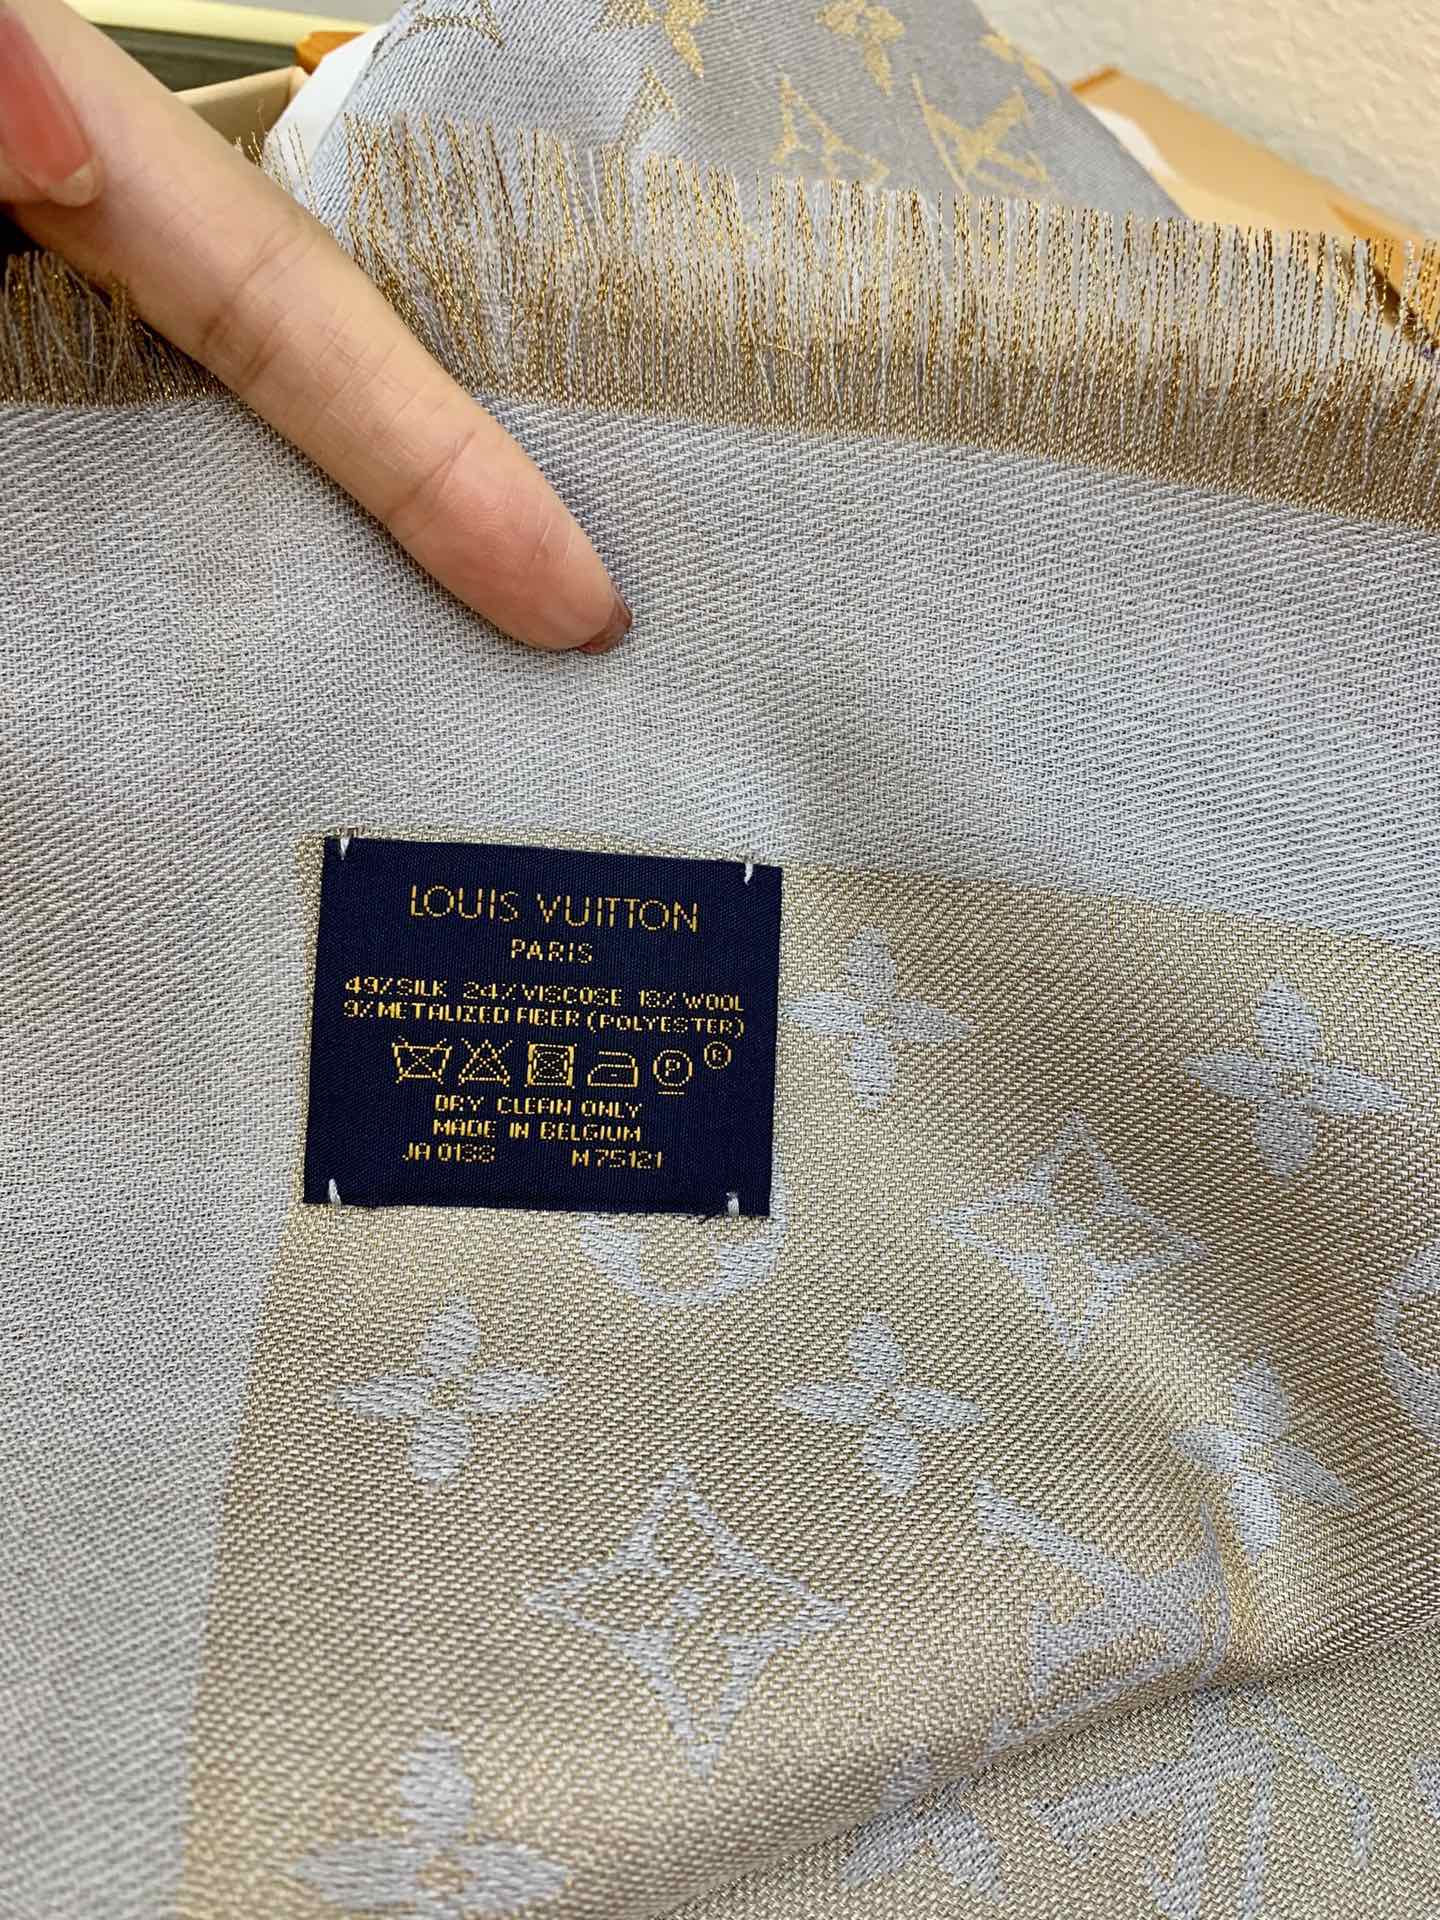 LOUIS VUITTON
PARIS
49% SILK 24% VISCOSE 18% WOOL
9% METALIZED FIBER (POLYESTER)
P E
DRY CLEAN ONLY
MADE IN BELGIUM
JA 0138 M75121